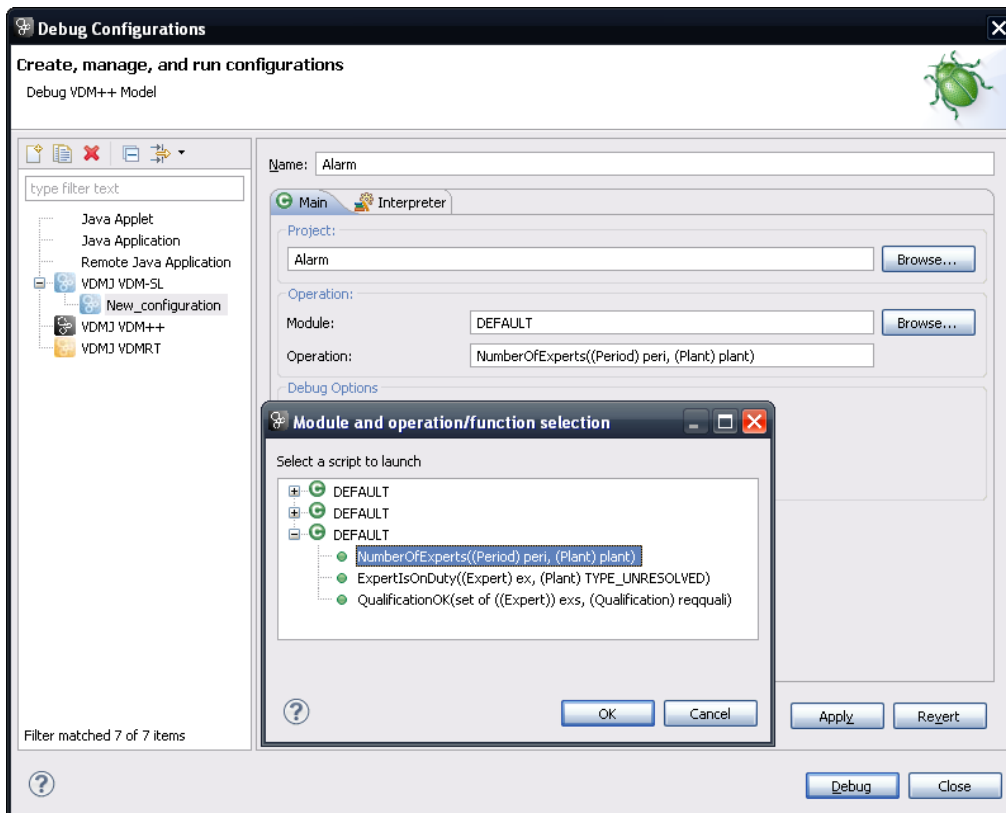 Debug Configurations
Create, manage, and run configurations
Debug VDM++ Model
type filter text
Java Applet
Java Application
Remote Java Application
VDMJ VDM-SL
New_configuration
VDMJ VDM++
VDMJ VDMRT
Filter matched 7 of 7 items
Name: Alarm
Main Interpreter
Project:
Alarm Browse...
Operation:
Module: DEFAULT Browse...
Operation: NumberOfExperts((Period) peri, (Plant) plant)
Debug Options
Module and operation/function selection
Select a script to launch
DEFAULT
DEFAULT
DEFAULT
NumberOfExperts((Period) peri, (Plant) plant)
ExpertIsOnDuty((Expert) ex, (Plant) TYPE_UNRESOLVED)
QualificationOK(set of ((Expert)) exs, (Qualification) reqquali)
OK Cancel
Apply Revert
Debug Close